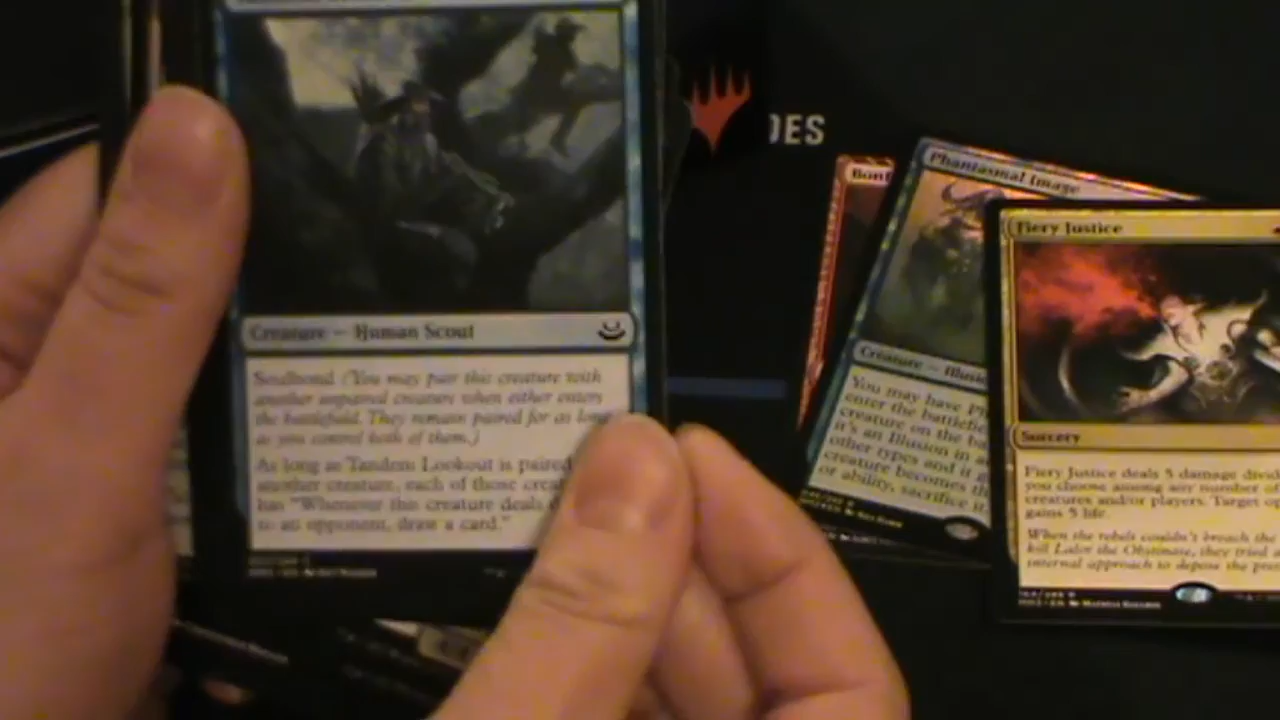 Creature — Human Scout
Soulbond (You may pair this creature with
another unpaired creature when either enters
the battlefield. They remain paired for as long
as you control both of them.)
As long as Tandem Lookout is paired
another creature, each of those crea
has "Whenever this creature deals d
to an opponent, draw a card."
DES
Bonf
Phantasmal Image
Creature — Illusi
You may have P
enter the battlefie
creature on the ba
it's an Illusion in a
other types and it g
creature becomes th
or ability, sacrifice it.
Fiery Justice
Sorcery
Fiery Justice deals 5 damage divid
you choose among any number of
creatures and/or players. Target op
gains 5 life.
When the rebels couldn't breach the
kill Lalor the Obstinate, they tried a
internal approach to depose the